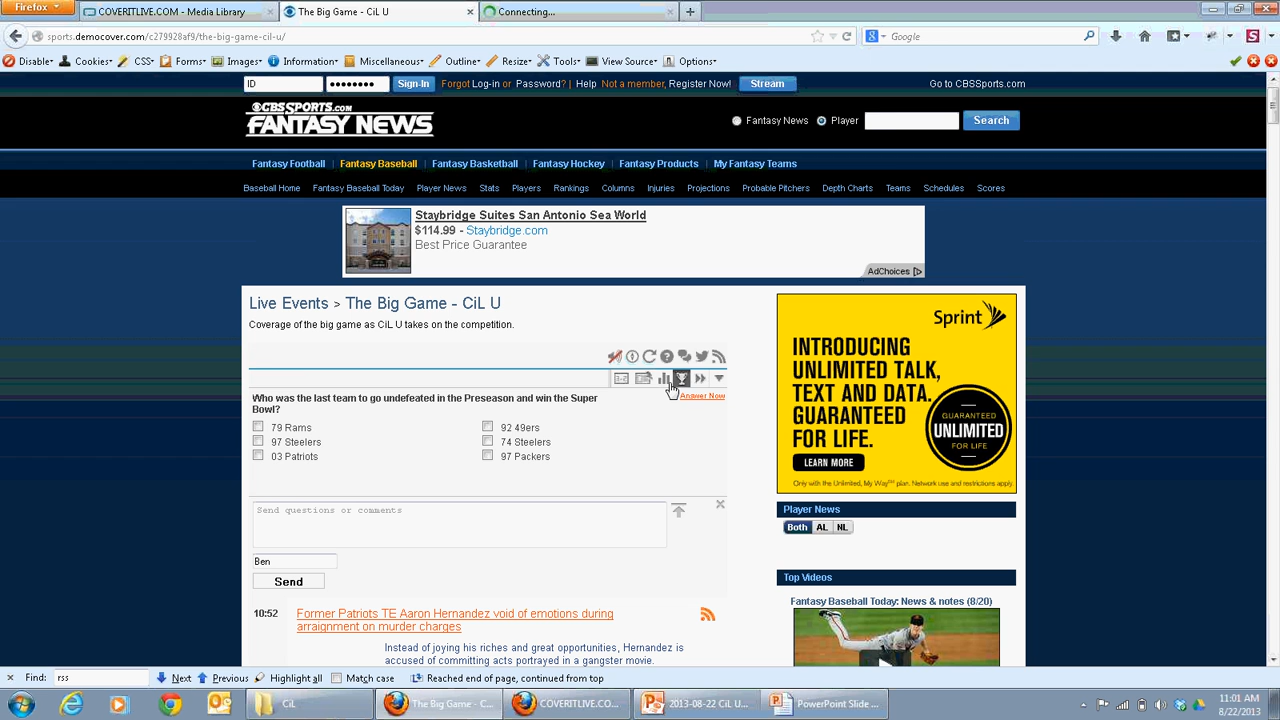 Firefox
COVERITLIVE.COM - Media Library
The Big Game - CiL U
Connecting...
sports.democover.com/c279928af9/the-big-game-cil-u/
Google
Disable Cookies CSS Forms Images Information Miscellaneous Outline Resize Tools View Source Options
ID
Sign-In
Forgot Log-in or Password? | Help Not a member, Register Now!
Stream
Go to CBSSports.com
CBSSPORTS.com
FANTASY NEWS
Fantasy News Player
Search
Fantasy Football Fantasy Baseball Fantasy Basketball Fantasy Hockey Fantasy Products My Fantasy Teams
Baseball Home Fantasy Baseball Today Player News Stats Players Rankings Columns Injuries Projections Probable Pitchers Depth Charts Teams Schedules Scores
Staybridge Suites San Antonio Sea World
$114.99 - Staybridge.com
Best Price Guarantee
AdChoices
Live Events > The Big Game - CiL U
Coverage of the big game as CiL U takes on the competition.
Answer Now
Who was the last team to go undefeated in the Preseason and win the Super
Bowl?
79 Rams 92 49ers
97 Steelers 74 Steelers
03 Patriots 97 Packers
Send questions or comments
Ben
Send
10:52
Former Patriots TE Aaron Hernandez void of emotions during
arraignment on murder charges
Instead of joying his riches and great opportunities, Hernandez is
accused of committing acts portrayed in a gangster movie.
Sprint
INTRODUCING
UNLIMITED TALK,
TEXT AND DATA.
GUARANTEED
FOR LIFE.
GUARANTEED
UNLIMITED
FOR LIFE
LEARN MORE
Only with the Unlimited, My Way℠ plan. Network use and restrictions apply.
Player News
Both AL NL
Top Videos
Fantasy Baseball Today: News & notes (8/20)
Find: rss Next Previous Highlight all Match case Reached end of page, continued from top
CiL
The Big Game - C...
COVERITLIVE.CO...
2013-08-22 CiL U...
PowerPoint Slide ...
11:01 AM
8/22/2013